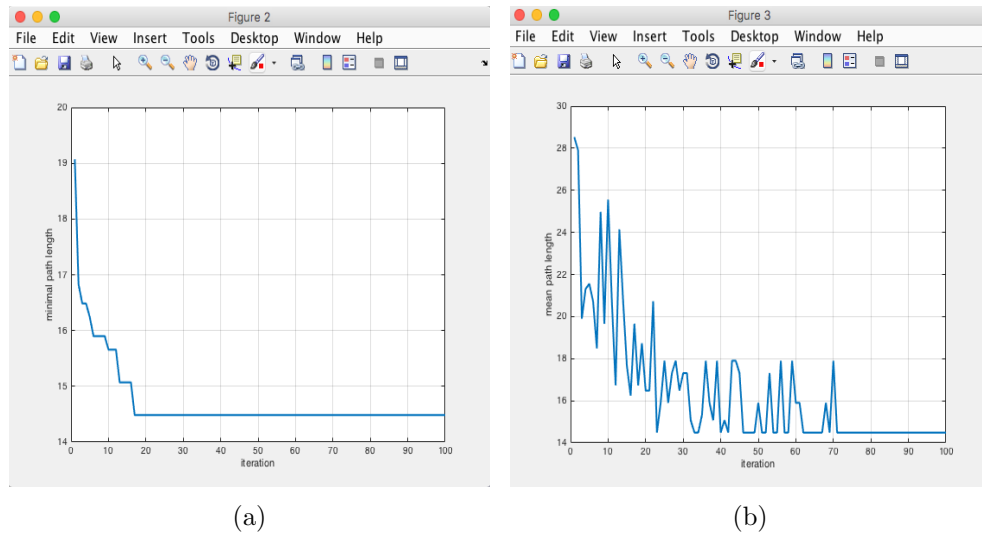 Figure 2
File Edit View Insert Tools Desktop Window Help
20
19
18
17
16
15
14
minimal path length
0 10 20 30 40 50 60 70 80 90 100
iteration
(a)
Figure 3
File Edit View Insert Tools Desktop Window Help
30
28
26
24
22
20
18
16
14
mean path length
0 10 20 30 40 50 60 70 80 90 100
iteration
(b)